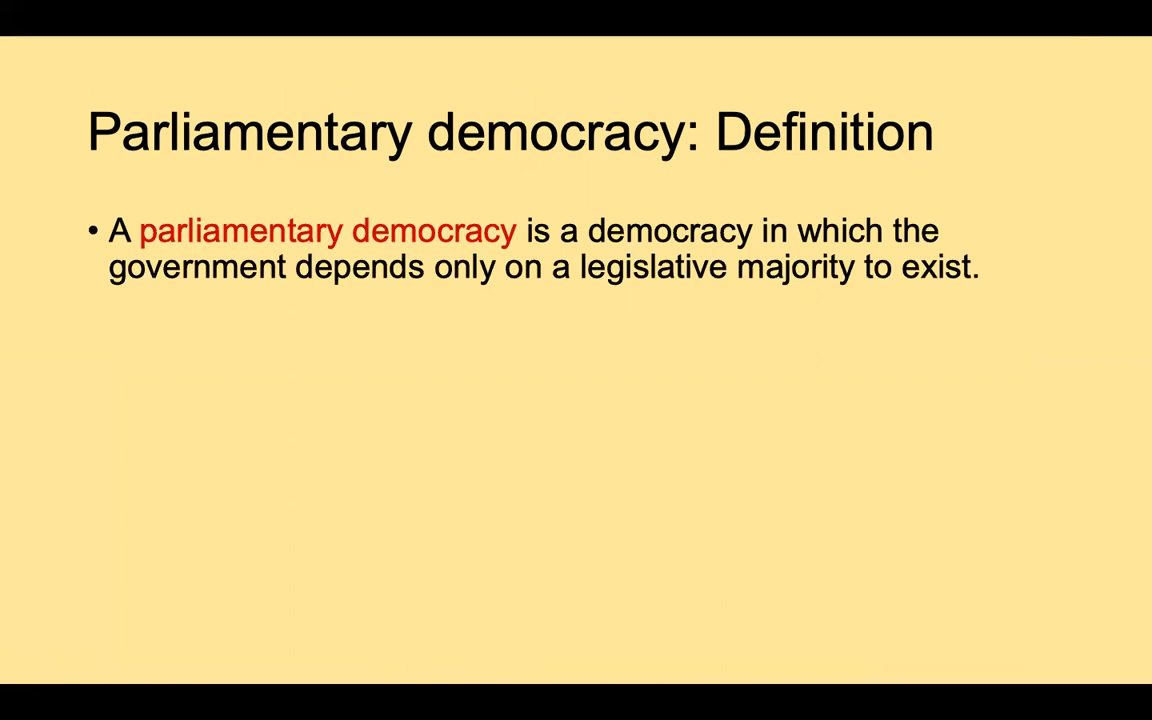 Parliamentary democracy: Definition
• A parliamentary democracy is a democracy in which the
government depends only on a legislative majority to exist.